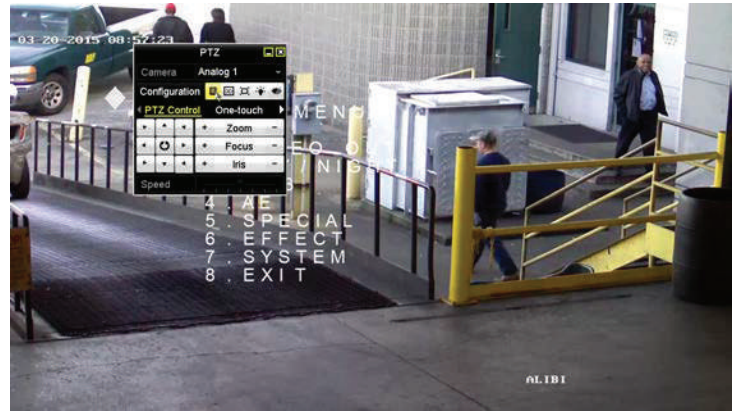 03-20-2015 08:57:23
PTZ
Camera Analog 1
Configuration
PTZ Control One-touch
MENU
Zoom
Focus
Iris
Speed
4 . AE
5 . SPECIAL
6 . EFFECT
7 . SYSTEM
8 . EXIT
ALIBI